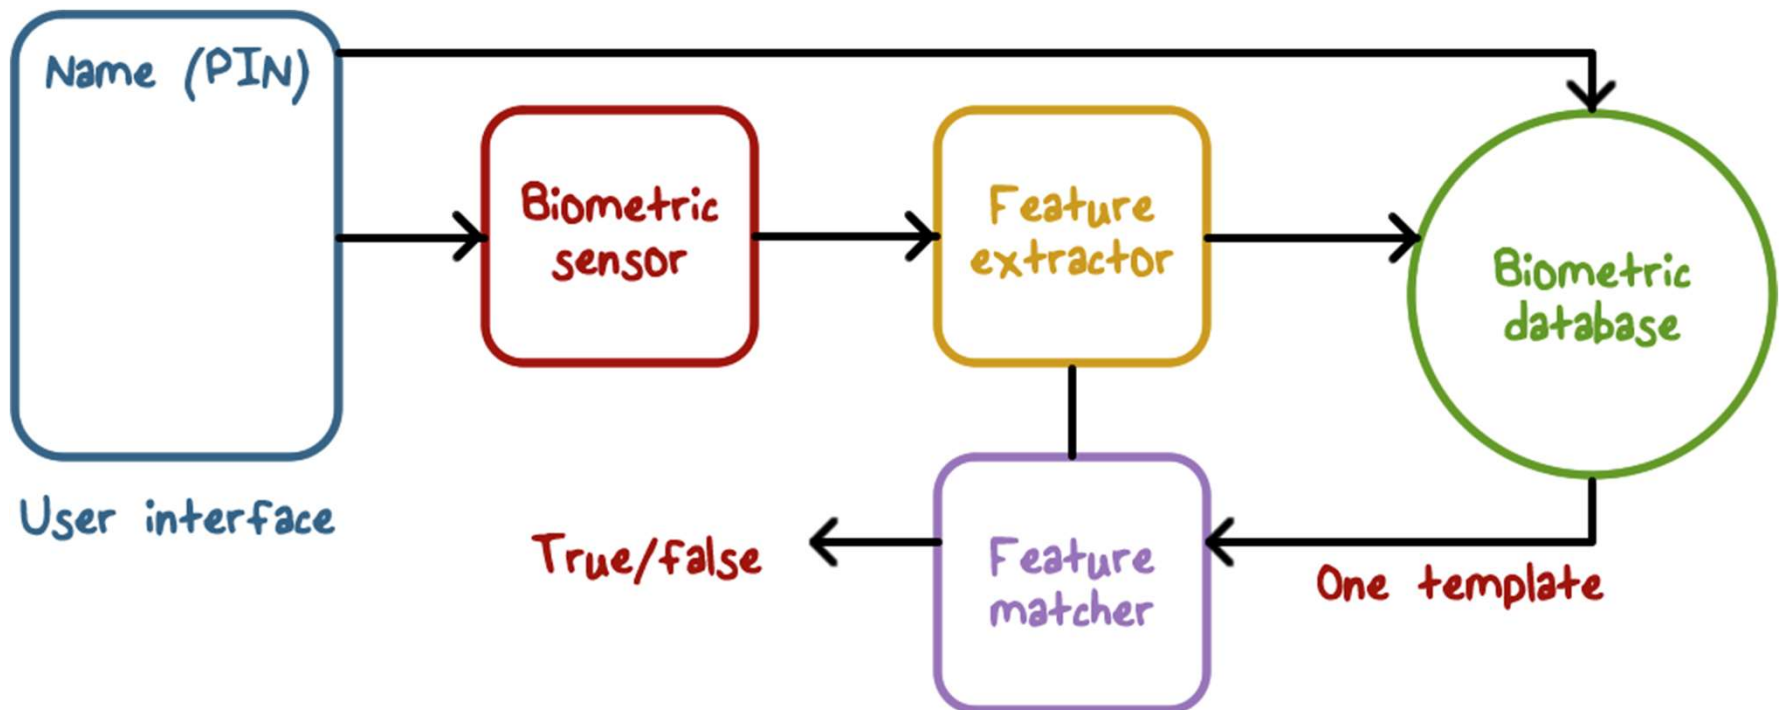 Name (PIN)
Biometric
sensor
Feature
extractor
Biometric
database
User interface
True/false
Feature
matcher
One template